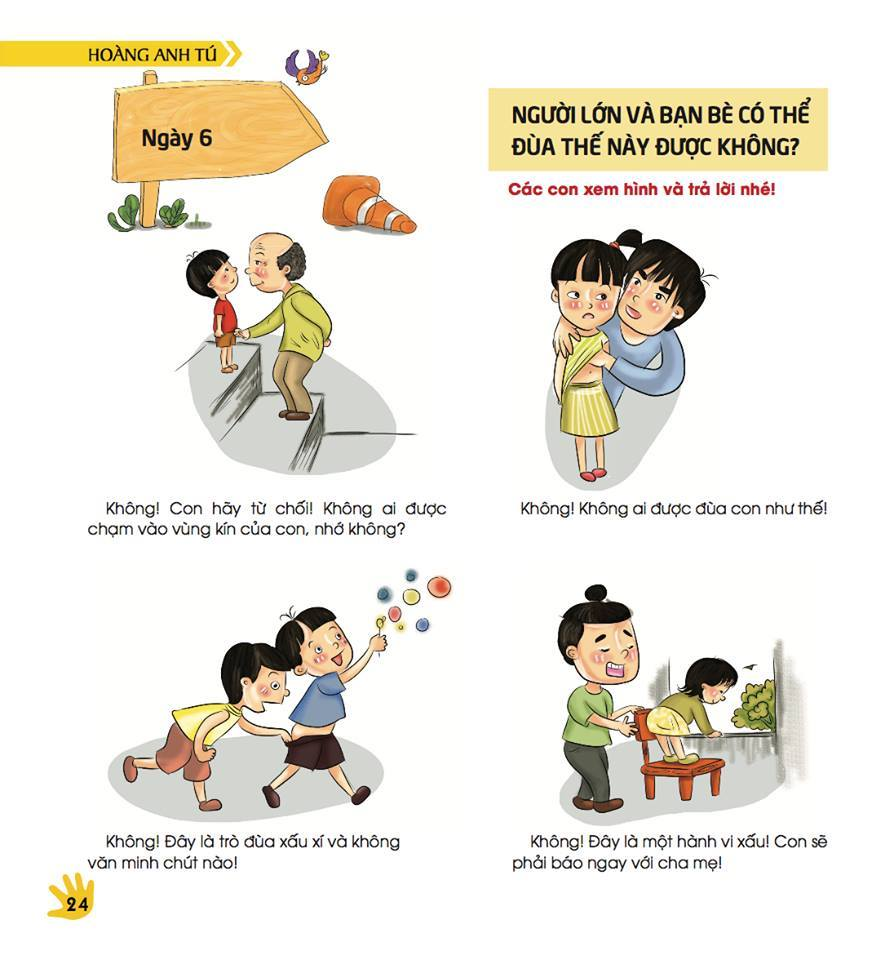 HOÀNG ANH TÚ
Ngày 6
NGƯỜI LỚN VÀ BẠN BÈ CÓ THỂ
ĐÙA THẾ NÀY ĐƯỢC KHÔNG?
Các con xem hình và trả lời nhé!
Không! Con hãy từ chối! Không ai được
chạm vào vùng kín của con, nhớ không?
Không! Không ai được đùa con như thế!
Không! Đây là trò đùa xấu xí và không
văn minh chút nào!
Không! Đây là một hành vi xấu! Con sẽ
phải báo ngay với cha mẹ!
24